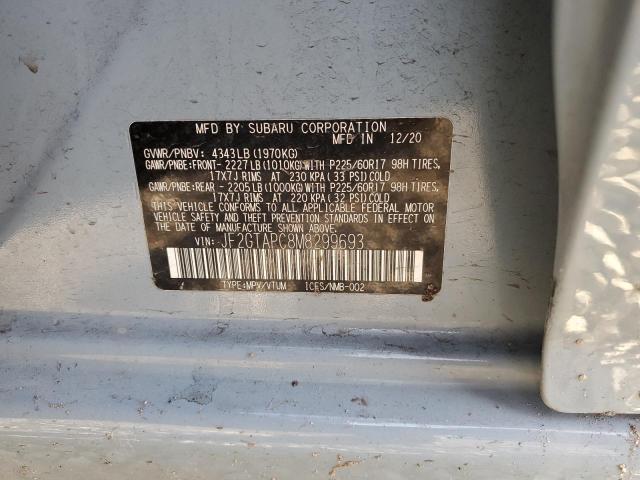 MFD BY SUBARU CORPORATION
MFD IN 12/20
GVWR/PNBV: 4343LB(1970KG)
GAWR/PNBE:FRONT- 2227LB(1010KG)WITH P225/60R17 98H TIRES,
17X7J RIMS AT 230 KPA(33 PSI)COLD
GAWR/PNBE:REAR - 2205LB(1000KG)WITH P225/60R17 98H TIRES,
17X7J RIMS AT 220 KPA(32 PSI)COLD
THIS VEHICLE CONFORMS TO ALL APPLICABLE FEDERAL MOTOR
VEHICLE SAFETY BUMPER, AND THEFT PREVENTION STANDARDS IN EFFECT ON
THE DATE OF MANUFACTURE SHOWN ABOVE.
VIN: JF2GTAPC8M8299693
TYPE:MPV/VTUM ICES/NMB-002